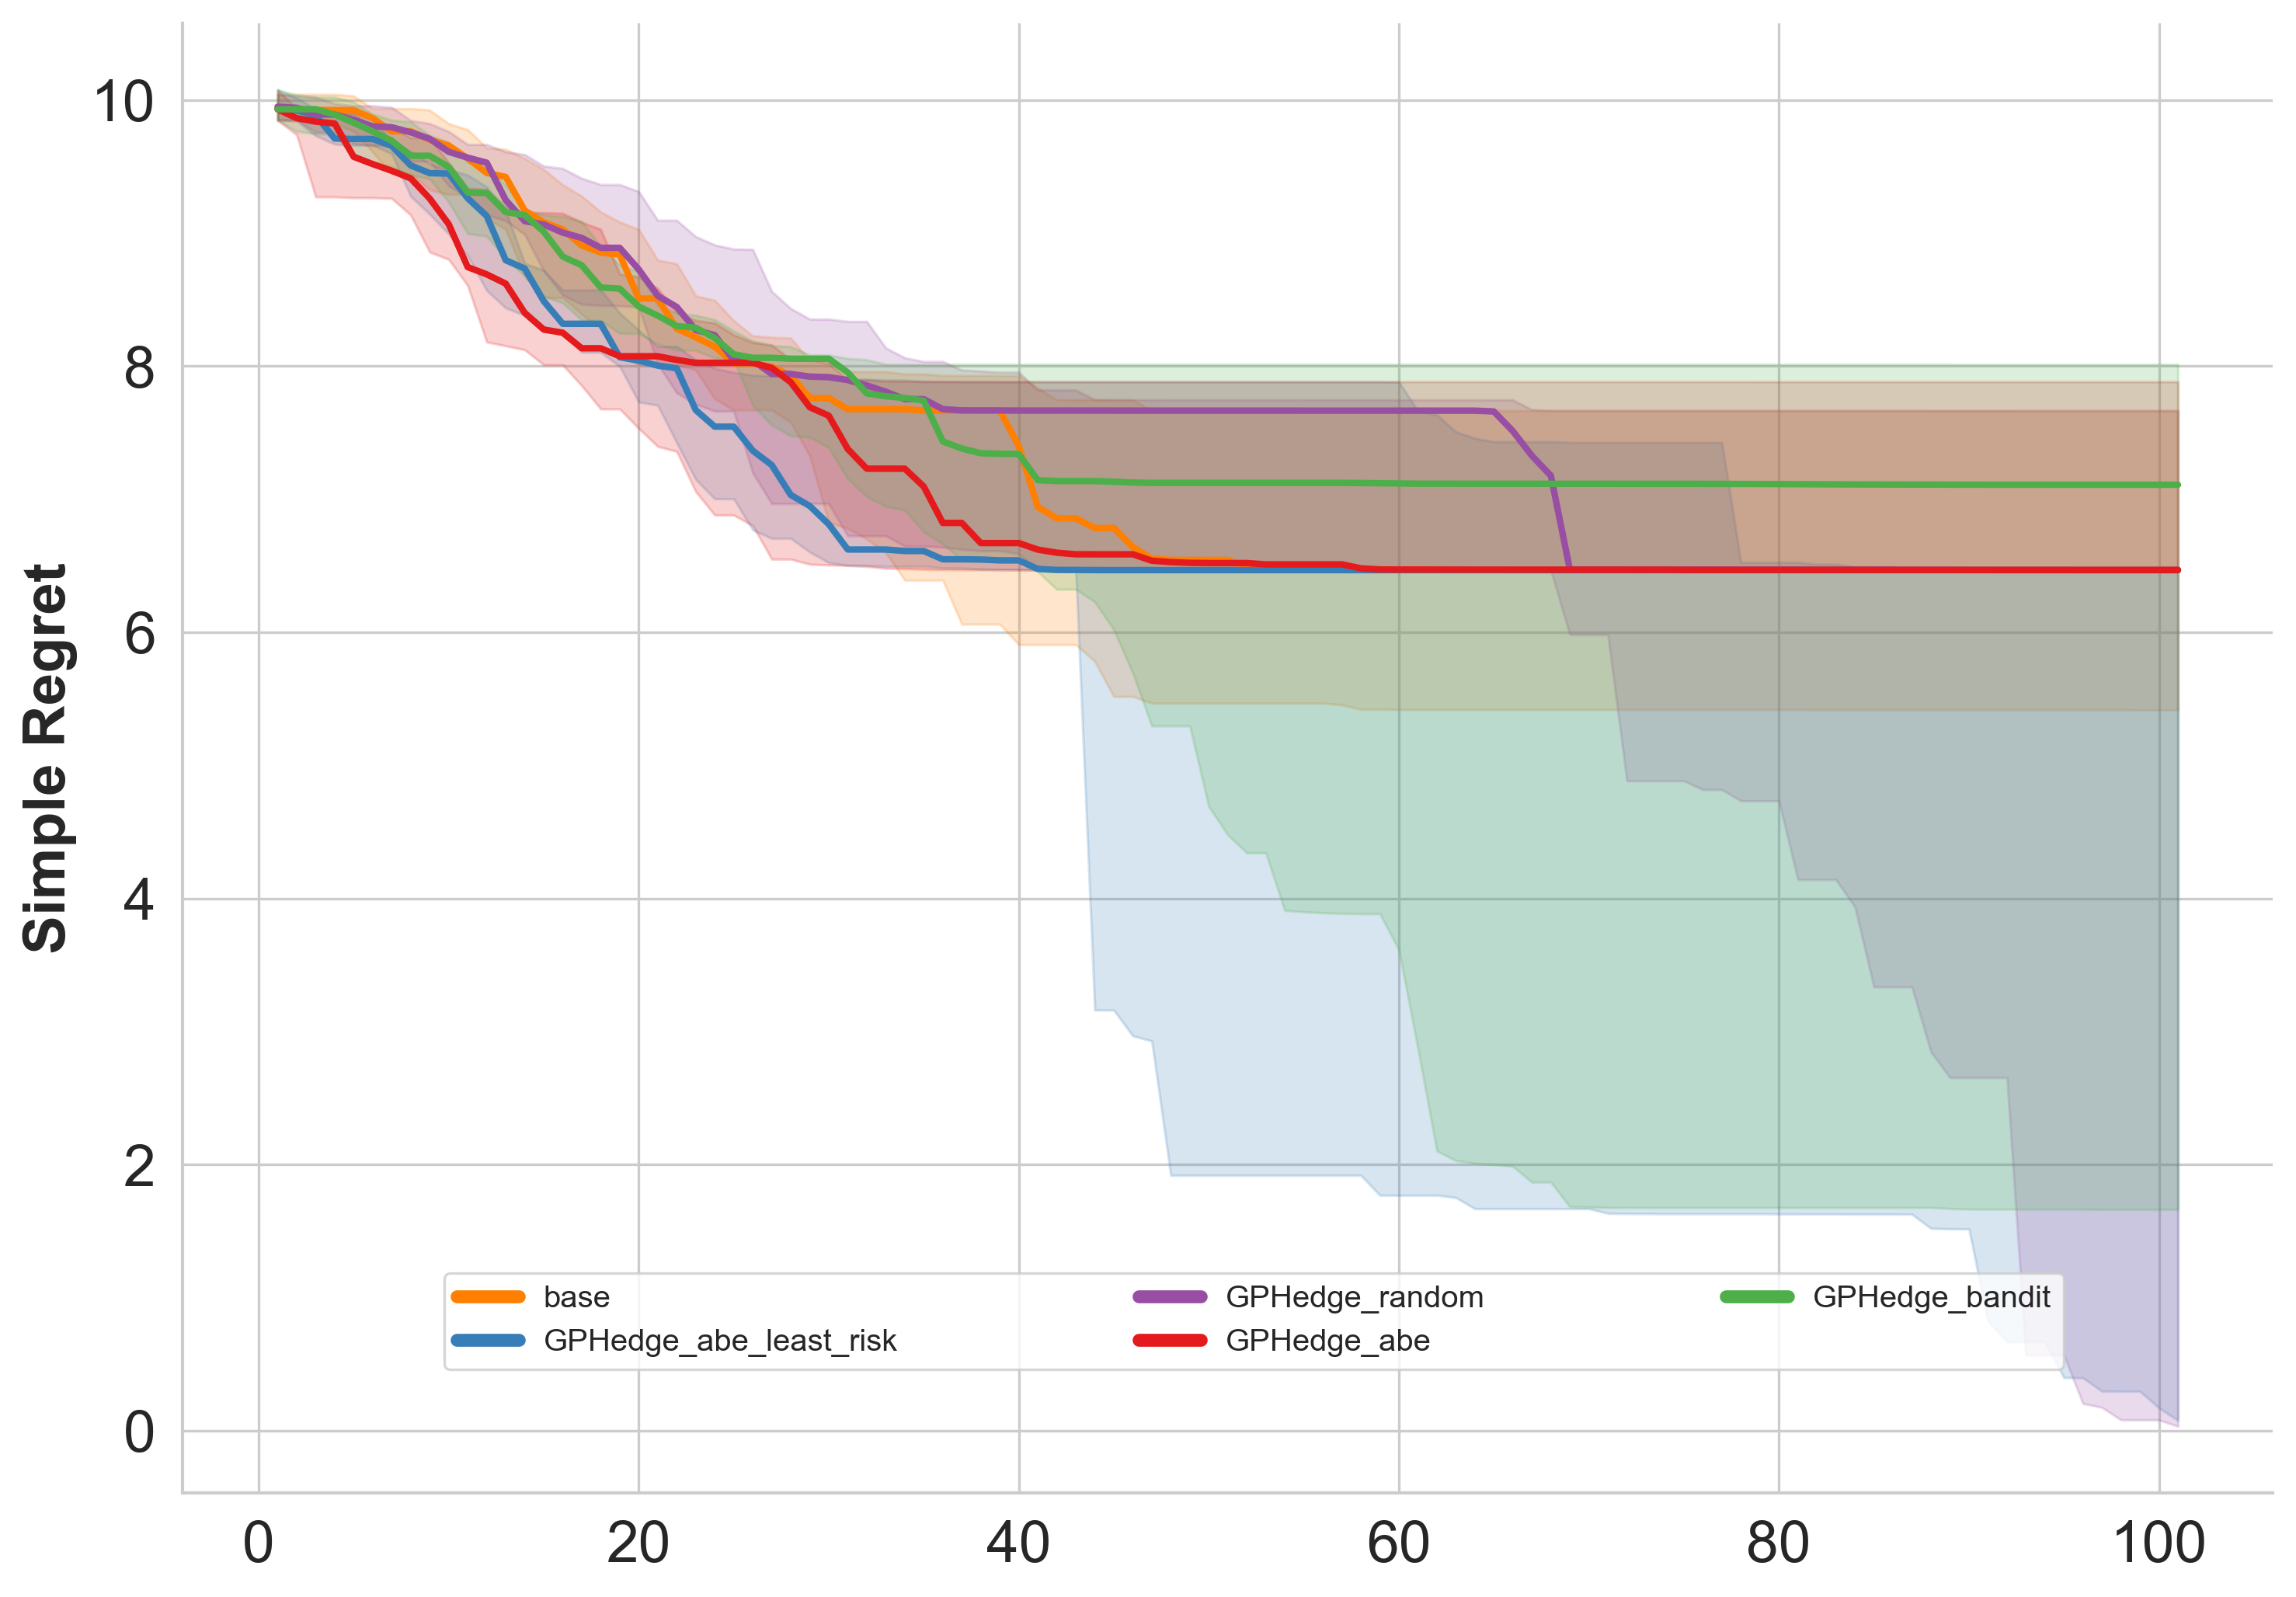 10
8
6
4
2
0
Simple Regret
base
GPHedge_random
GPHedge_bandit
GPHedge_abe_least_risk
GPHedge_abe
0 20 40 60 80 100